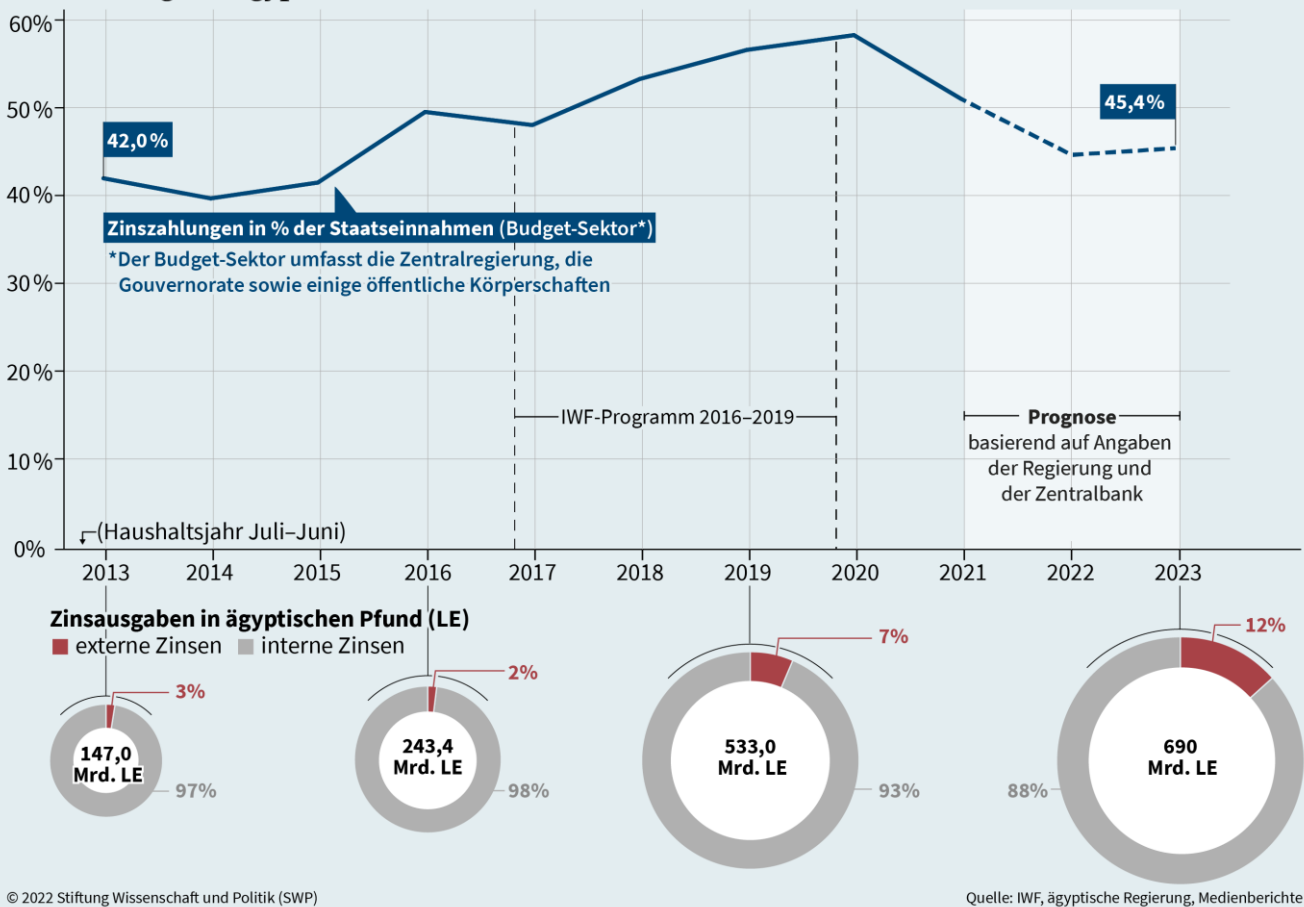 60%
50%
45,4%
42,0%
40%
Zinszahlungen in % der Staatseinnahmen (Budget-Sektor*)
*Der Budget-Sektor umfasst die Zentralregierung, die
Gouvernorate sowie einige öffentliche Körperschaften
30%
20%
IWF-Programm 2016–2019
Prognose
basierend auf Angaben
der Regierung und
der Zentralbank
10%
(Haushaltsjahr Juli–Juni)
0%
2013 2014 2015 2016 2017 2018 2019 2020 2021 2022 2023
Zinsausgaben in ägyptischen Pfund (LE)
externe Zinsen interne Zinsen
3%
147,0
Mrd. LE
97%
2%
243,4
Mrd. LE
98%
7%
533,0
Mrd. LE
93%
12%
690
Mrd. LE
88%
© 2022 Stiftung Wissenschaft und Politik (SWP)
Quelle: IWF, ägyptische Regierung, Medienberichte